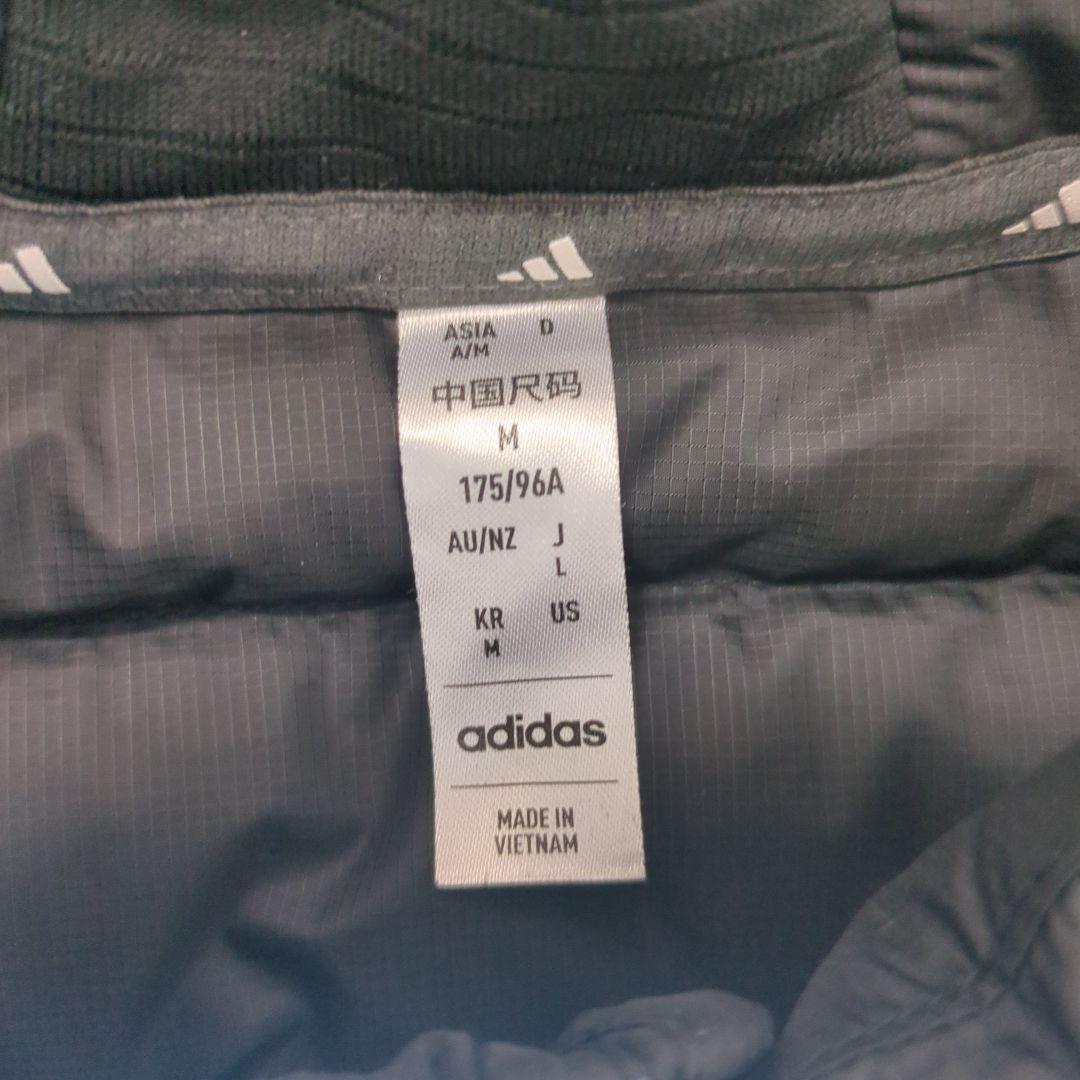 ASIA D
A/M
中国尺码
M
175/96A
AU/NZ J
L
KR US
M
adidas
MADE IN
VIETNAM